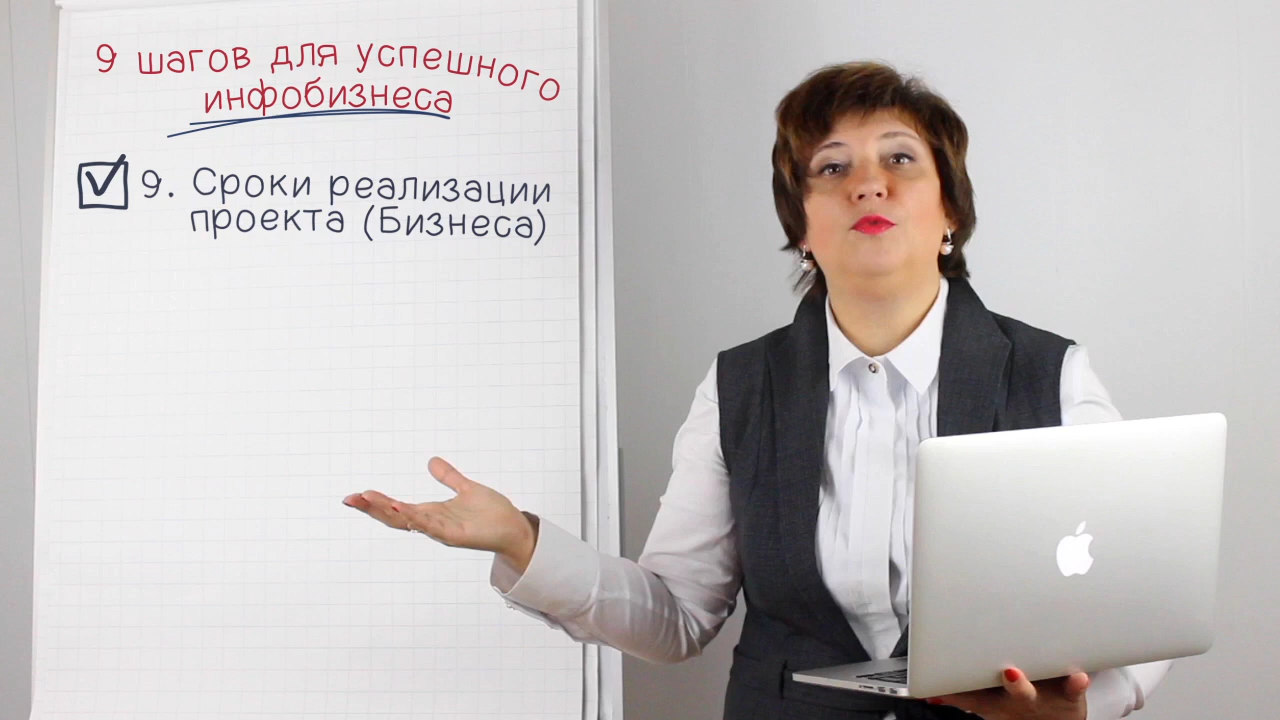 9 шагов для успешного
инфобизнеса
9. Сроки реализации
проекта (Бизнеса)